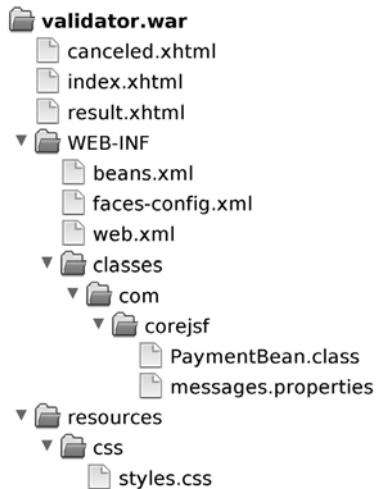 validator.war
canceled.xhtml
index.xhtml
result.xhtml
WEB-INF
beans.xml
faces-config.xml
web.xml
classes
com
corejsf
PaymentBean.class
messages.properties
resources
css
styles.css